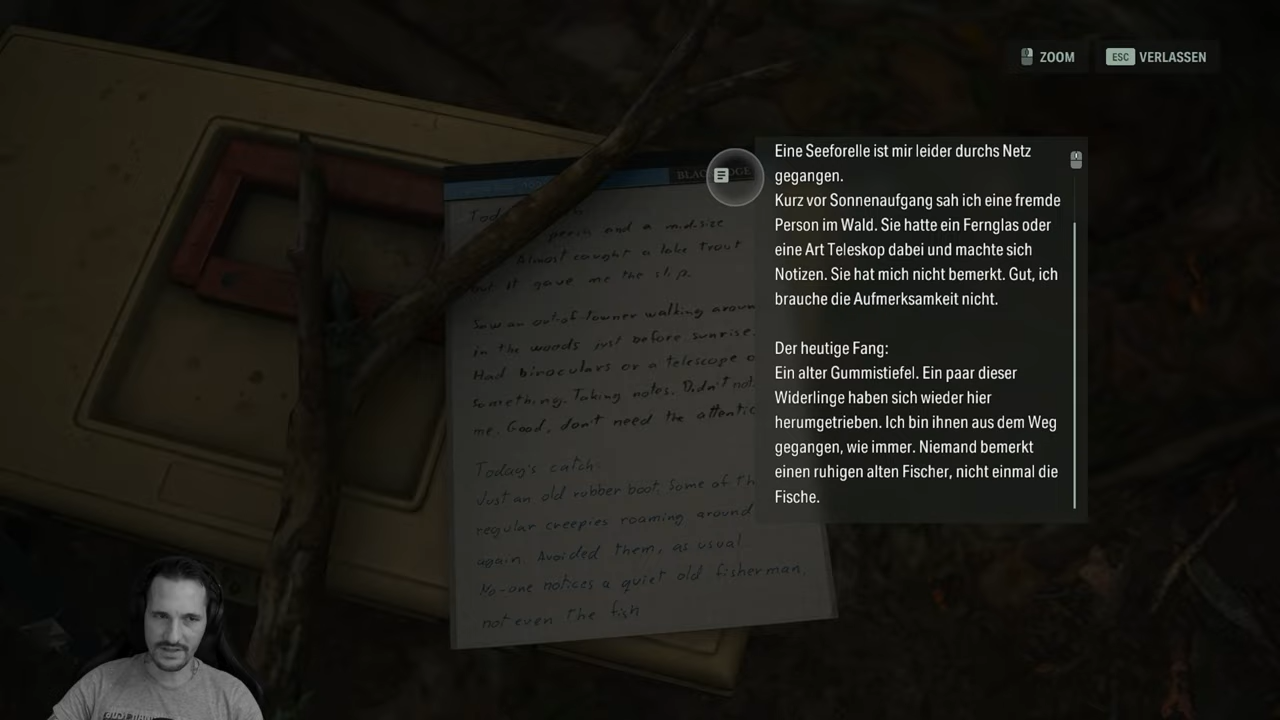 ZOOM
ESC VERLASSEN
Eine Seeforelle ist mir leider durchs Netz
gegangen.
Kurz vor Sonnenaufgang sah ich eine fremde
Person im Wald. Sie hatte ein Fernglas oder
eine Art Teleskop dabei und machte sich
Notizen. Sie hat mich nicht bemerkt. Gut, ich
brauche die Aufmerksamkeit nicht.
Der heutige Fang:
Ein alter Gummistiefel. Ein paar dieser
Widerlinge haben sich wieder hier
herumgetrieben. Ich bin ihnen aus dem Weg
gegangen, wie immer. Niemand bemerkt
einen ruhigen alten Fischer, nicht einmal die
Fische.
perch and a mid-size
Almost caught a lake trout
but it gave me the slip.
Saw an out-of-towner walking
in the woods just before sunrise.
Had binoculars or a telescope
something. Taking notes. Didn't
me. Good, don't need the
Today's catch:
Just an old rubber boot. Some of
regular creepies roaming around
again. Avoided them, as usual
No-one notices a quiet old fisherman,
not even the fish